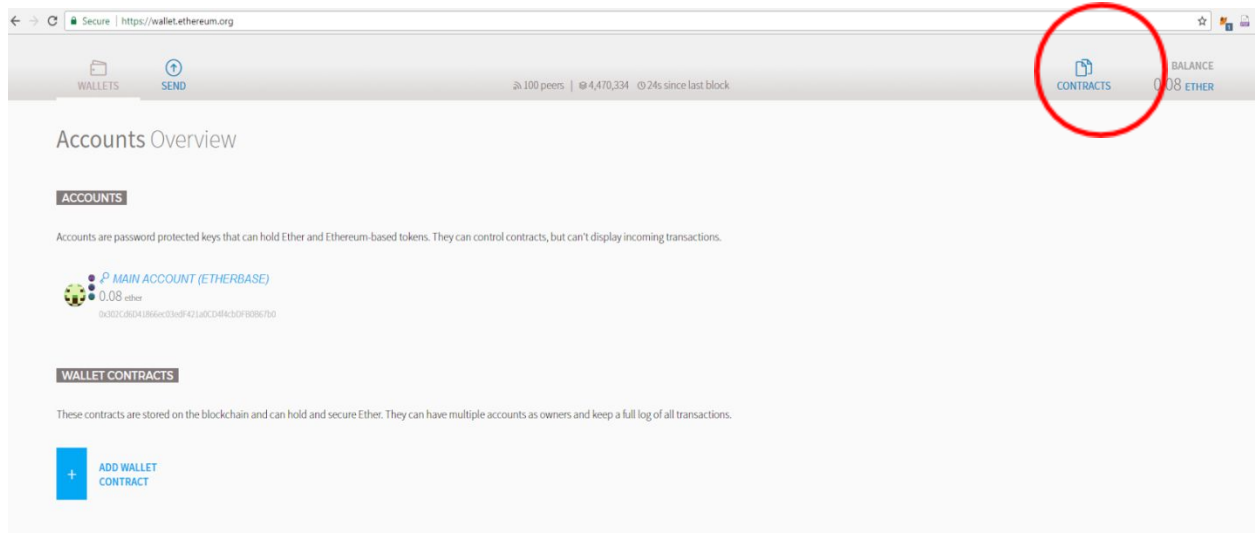 Secure | https://wallet.ethereum.org
WALLETS
SEND
100 peers | 4,470,334 24s since last block
CONTRACTS
BALANCE
0.08 ETHER
Accounts Overview
ACCOUNTS
Accounts are password protected keys that can hold Ether and Ethereum-based tokens. They can control contracts, but can't display incoming transactions.
MAIN ACCOUNT (ETHERBASE)
0.08 ether
WALLET CONTRACTS
These contracts are stored on the blockchain and can hold and secure Ether. They can have multiple accounts as owners and keep a full log of all transactions.
+
ADD WALLET
CONTRACT